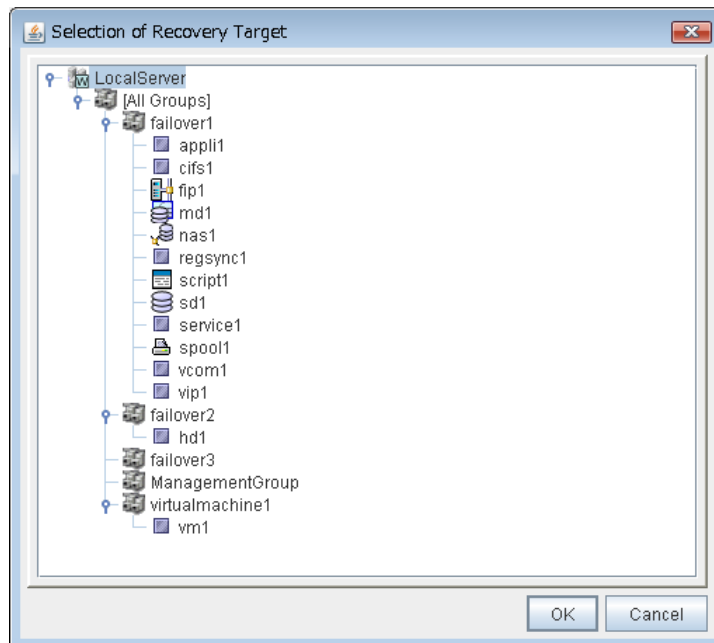 Selection of Recovery Target
LocalServer
[All Groups]
failover1
appli1
cifs1
fip1
md1
nas1
regsync1
script1
sd1
service1
spool1
vcom1
vip1
failover2
hd1
failover3
ManagementGroup
virtualmachine1
vm1
OK Cancel